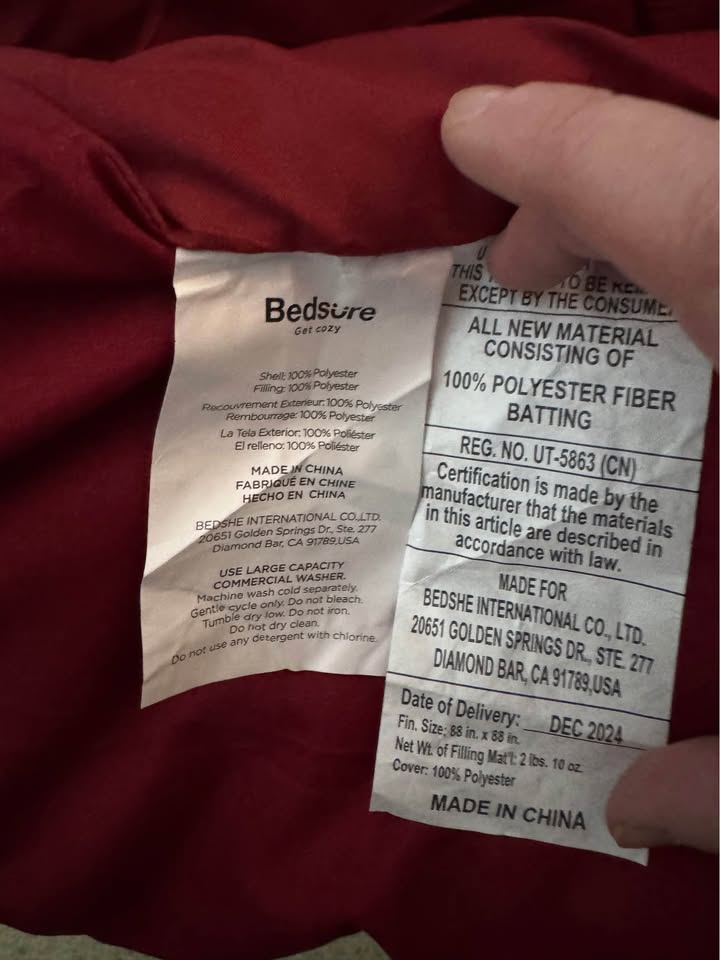 Bedsure
Get cozy
Shell: 100% Polyester
Filling: 100% Polyester
Recouvrement Exterieur: 100% Polyester
Rembourrage: 100% Polyester
La Tela Exterior: 100% Poliéster
El relleno: 100% Poliéster
MADE IN CHINA
FABRIQUÉ EN CHINE
HECHO EN CHINA
BEDSHE INTERNATIONAL CO.,LTD.
20651 Golden Springs Dr., Ste. 277
Diamond Bar, CA 91789,USA
USE LARGE CAPACITY
COMMERCIAL WASHER.
Machine wash cold separately.
Gentle cycle only. Do not bleach.
Tumble dry low. Do not iron.
Do not dry clean.
Do not use any detergent with chlorine.
THIS TO BE
EXCEPT BY THE CONSUME
ALL NEW MATERIAL
CONSISTING OF
100% POLYESTER FIBER
BATTING
REG. NO. UT-5863 (CN)
Certification is made by the
manufacturer that the materials
in this article are described in
accordance with law.
MADE FOR
BEDSHE INTERNATIONAL CO., LTD.
20651 GOLDEN SPRINGS DR., STE. 277
DIAMOND BAR, CA 91789,USA
Date of Delivery: DEC 2024
Fin. Size: 88 in. x 88 in.
Net Wt. of Filling Mat'l: 2 lbs. 10 oz.
Cover: 100% Polyester
MADE IN CHINA